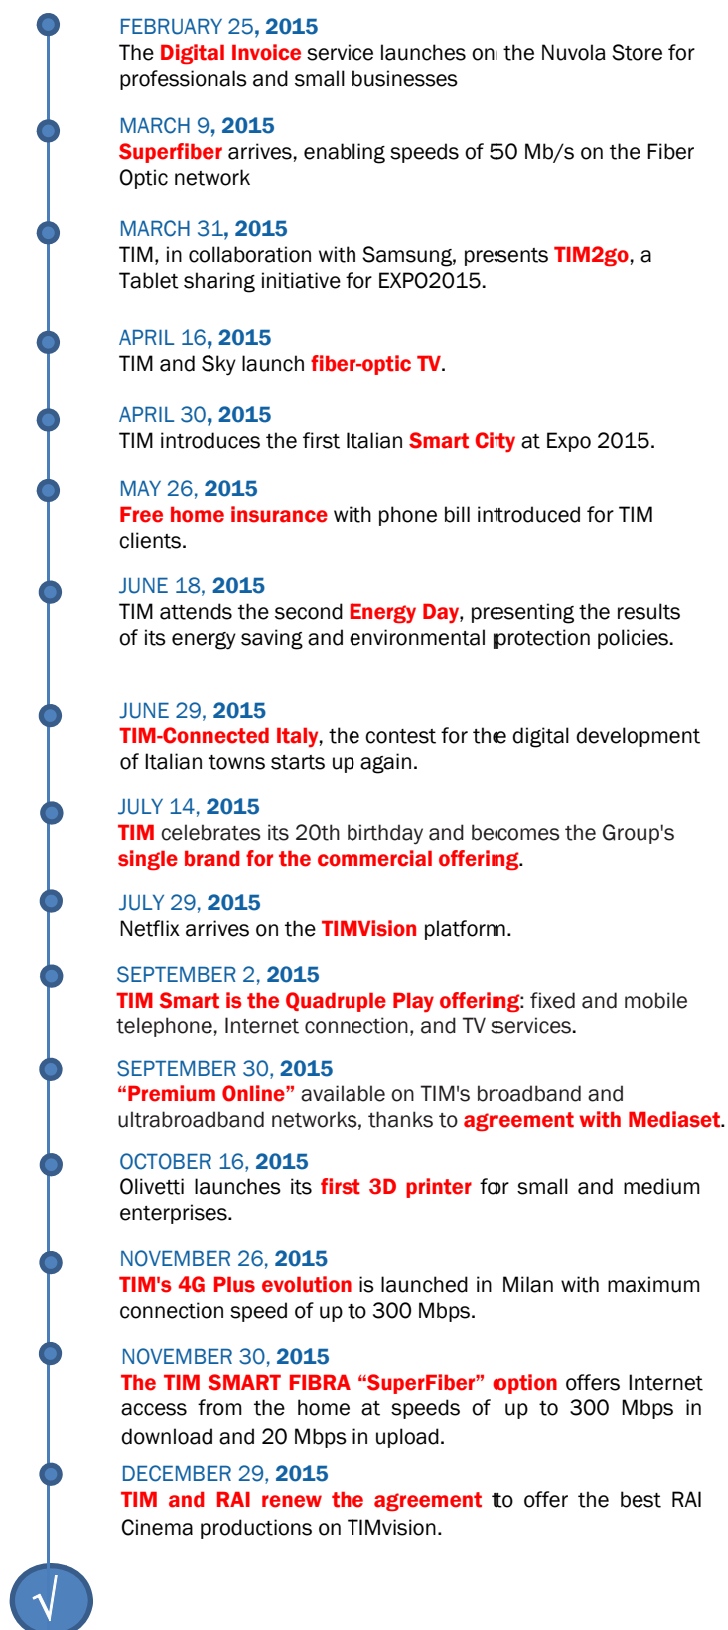 FEBRUARY 25, 2015
The Digital Invoice service launches on the Nuvola Store for
professionals and small businesses
MARCH 9, 2015
Superfiber arrives, enabling speeds of 50 Mb/s on the Fiber
Optic network
MARCH 31, 2015
TIM, in collaboration with Samsung, presents TIM2go, a
Tablet sharing initiative for EXPO2015.
APRIL 16, 2015
TIM and Sky launch fiber-optic TV.
APRIL 30, 2015
TIM introduces the first Italian Smart City at Expo 2015.
MAY 26, 2015
Free home insurance with phone bill introduced for TIM
clients.
JUNE 18, 2015
TIM attends the second Energy Day, presenting the results
of its energy saving and environmental protection policies.
JUNE 29, 2015
TIM-Connected Italy, the contest for the digital development
of Italian towns starts up again.
JULY 14, 2015
TIM celebrates its 20th birthday and becomes the Group's
single brand for the commercial offering.
JULY 29, 2015
Netflix arrives on the TIMVision platform.
SEPTEMBER 2, 2015
TIM Smart is the Quadruple Play offering: fixed and mobile
telephone, Internet connection, and TV services.
SEPTEMBER 30, 2015
“Premium Online” available on TIM's broadband and
ultrabroadband networks, thanks to agreement with Mediaset.
OCTOBER 16, 2015
Olivetti launches its first 3D printer for small and medium
enterprises.
NOVEMBER 26, 2015
TIM's 4G Plus evolution is launched in Milan with maximum
connection speed of up to 300 Mbps.
NOVEMBER 30, 2015
The TIM SMART FIBRA “SuperFiber” option offers Internet
access from the home at speeds of up to 300 Mbps in
download and 20 Mbps in upload.
DECEMBER 29, 2015
TIM and RAI renew the agreement to offer the best RAI
Cinema productions on TIMvision.
√